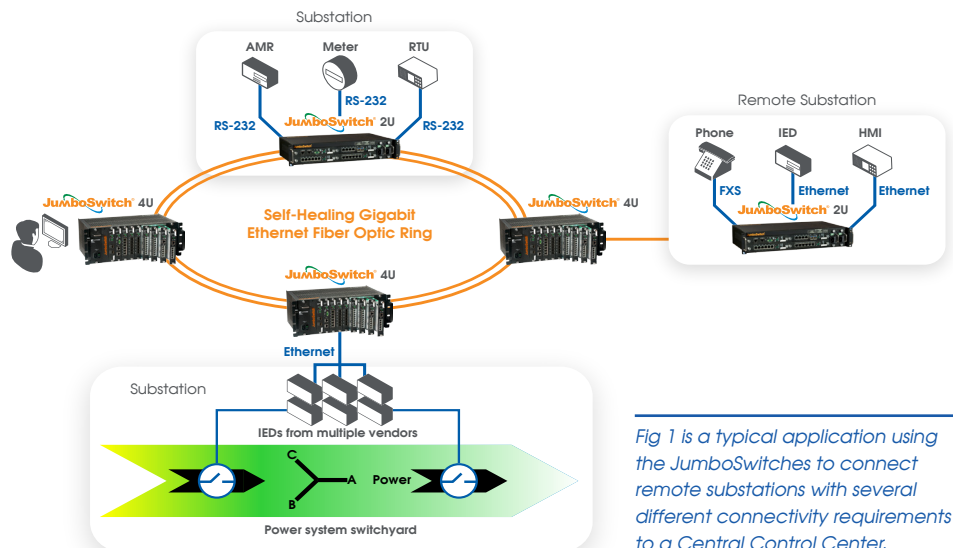 Substation
AMR
Meter
RTU
RS-232
RS-232
RS-232
JumboSwitch® 2U
Remote Substation
Phone
IED
HMI
FXS
Ethernet
Ethernet
JumboSwitch® 2U
JumboSwitch® 4U
Self-Healing Gigabit
Ethernet Fiber Optic Ring
JumboSwitch® 4U
JumboSwitch® 4U
Ethernet
Substation
IEDs from multiple vendors
C
A
B
Power
Power system switchyard
Fig 1 is a typical application using
the JumboSwitches to connect
remote substations with several
different connectivity requirements
to a Central Control Center.